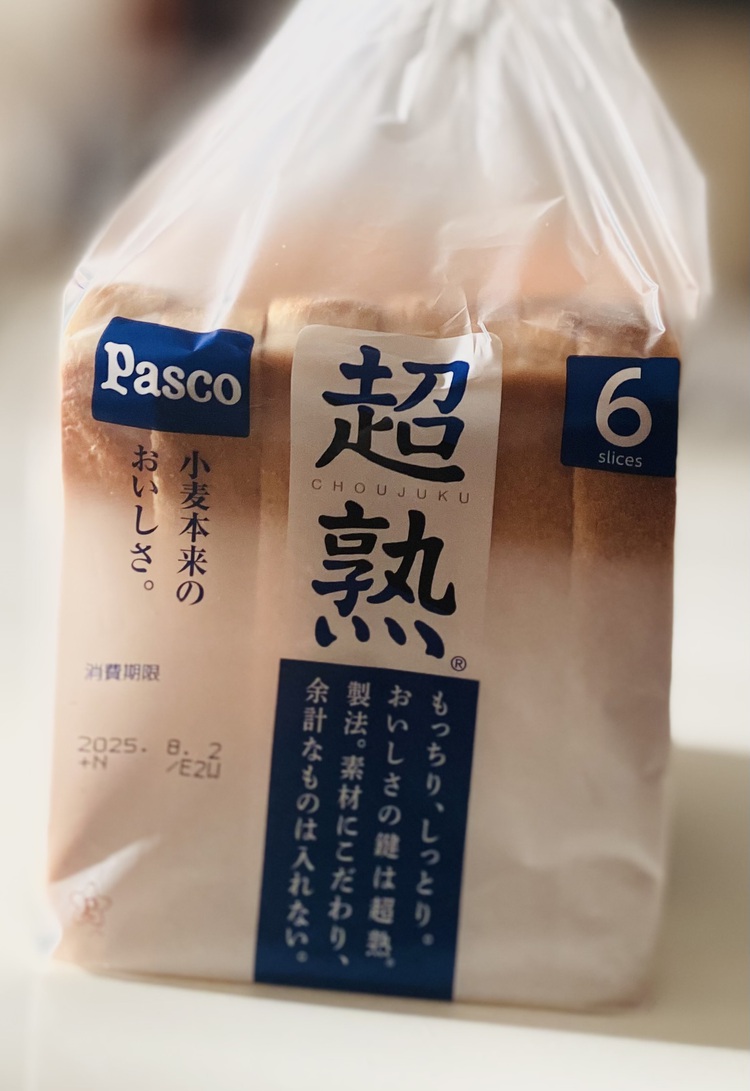 Pasco
小麦本来の
おいしさ。
超熟
CHOUJUKU
®
6
slices
もっちり、しっとり。
おいしさの鍵は超熟
製法。素材にこだわり、
余計なものは入れない。
消費期限
2025. 8. 2
+N /E2U